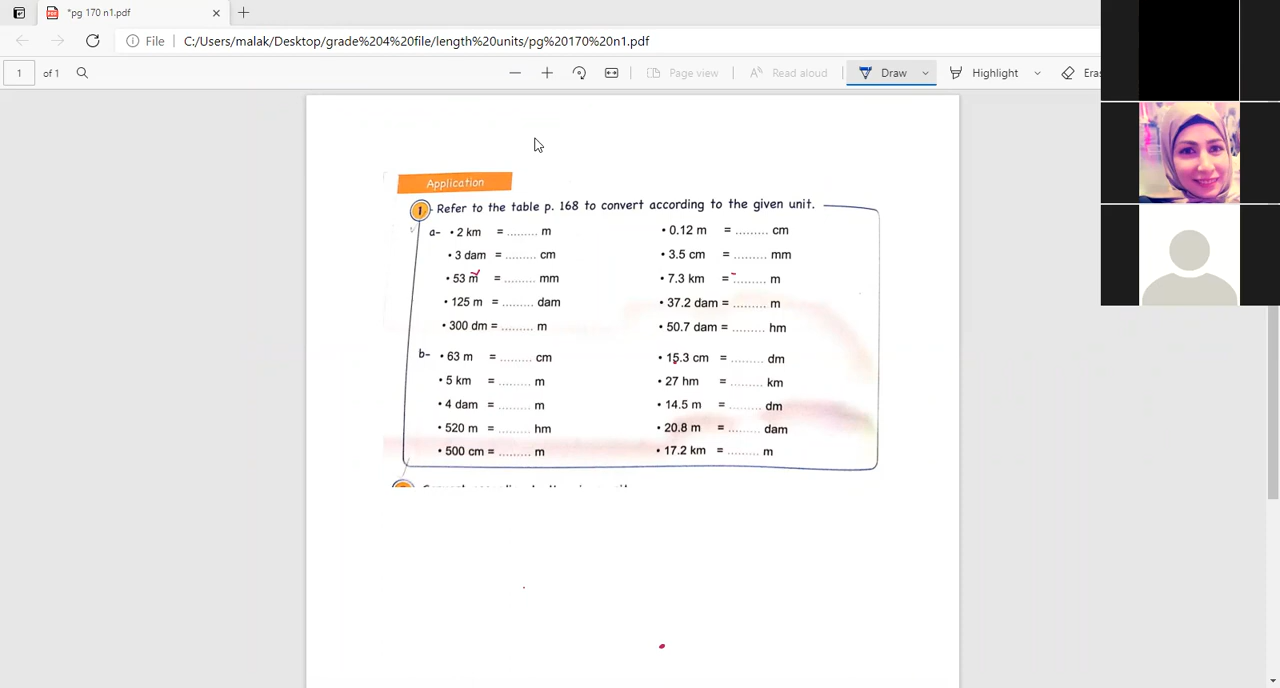 *pg 170 n1.pdf
File C:/Users/malak/Desktop/grade%204%20file/length%20units/pg%20170%20n1.pdf
1 of 1 Page view Read aloud Draw Highlight Eras
Application
1 - Refer to the table p. 168 to convert according to the given unit.
a- • 2 km = ......... m
• 3 dam = ......... cm
• 53 m = ......... mm
• 125 m = ......... dam
• 300 dm = ......... m
• 0.12 m = ......... cm
• 3.5 cm = ......... mm
• 7.3 km = ......... m
• 37.2 dam = ......... m
• 50.7 dam = ......... hm
b- • 63 m = ......... cm
• 5 km = ......... m
• 4 dam = ......... m
• 520 m = ......... hm
• 500 cm = ......... m
• 15.3 cm = ......... dm
• 27 hm = ......... km
• 14.5 m = ......... dm
• 20.8 m = ......... dam
• 17.2 km = ......... m